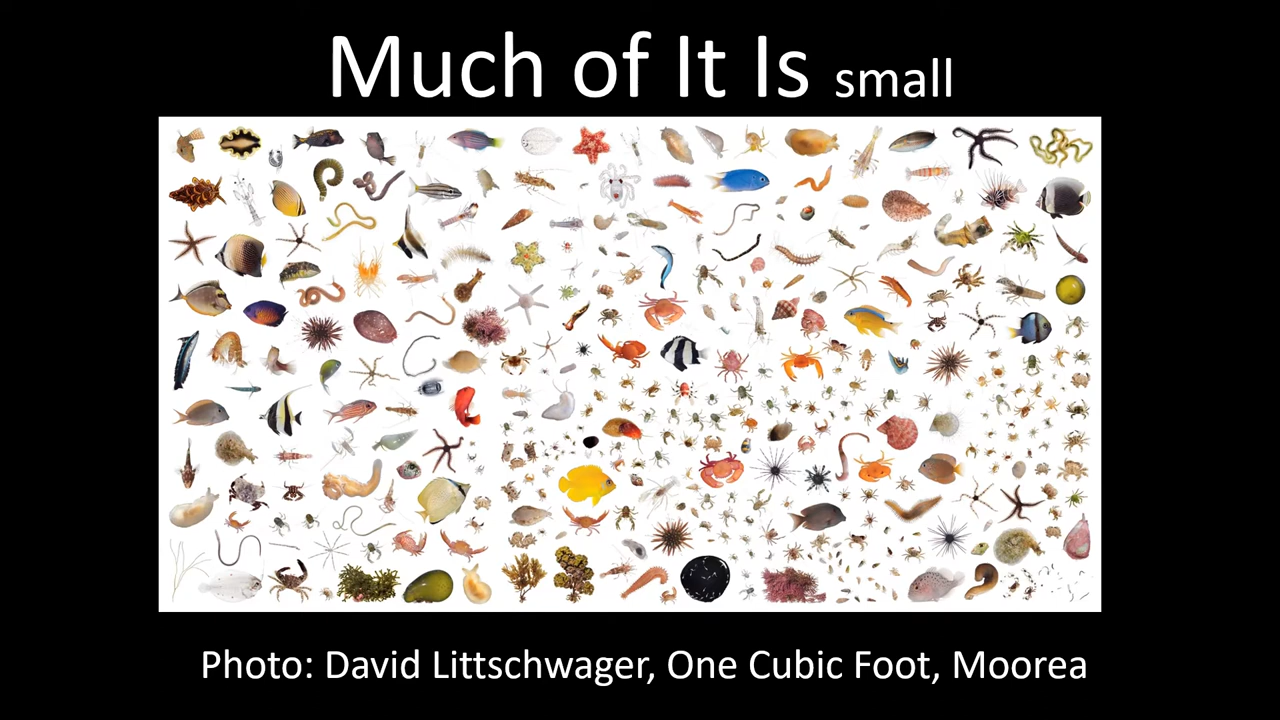 Much of It Is small
Photo: David Littschwager, One Cubic Foot, Moorea